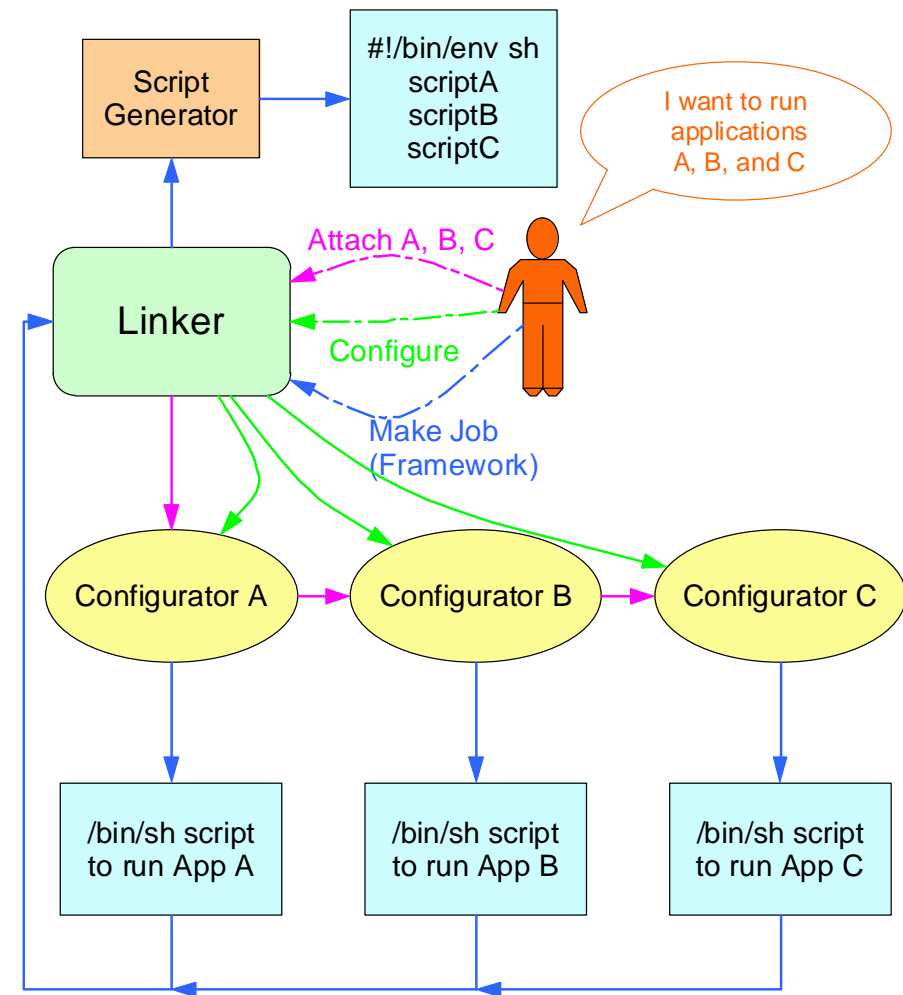 #!/bin/env sh
scriptA
scriptB
scriptC
Script
Generator
I want to run
applications
A, B, and C
Attach A, B, C
Linker
Configure
Make Job
(Framework)
Configurator A
Configurator B
Configurator C
/bin/sh script
to run App A
/bin/sh script
to run App B
/bin/sh script
to run App C